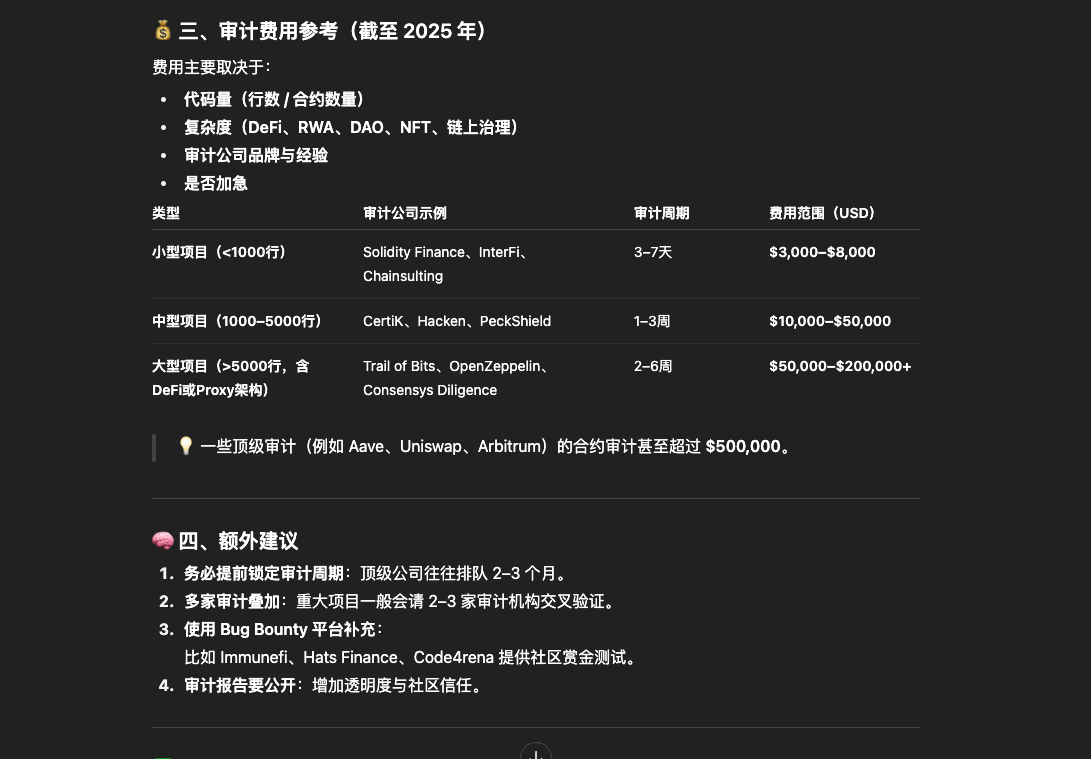 💰 三、审计费用参考（截至 2025 年）
费用主要取决于：
• 代码量（行数 / 合约数量）
• 复杂度（DeFi、RWA、DAO、NFT、链上治理）
• 审计公司品牌与经验
• 是否加急
类型 审计公司示例 审计周期 费用范围（USD）
小型项目（<1000行） Solidity Finance、InterFi、 3–7天 $3,000–$8,000
Chainsulting
中型项目（1000–5000行） CertiK、Hacken、PeckShield 1–3周 $10,000–$50,000
大型项目（>5000行，含 Trail of Bits、OpenZeppelin、 2–6周 $50,000–$200,000+
DeFi或Proxy架构） Consensys Diligence
💡 一些顶级审计（例如 Aave、Uniswap、Arbitrum）的合约审计甚至超过 $500,000。
🧠 四、额外建议
1. 务必提前锁定审计周期：顶级公司往往排队 2–3 个月。
2. 多家审计叠加：重大项目一般会请 2–3 家审计机构交叉验证。
3. 使用 Bug Bounty 平台补充：
比如 Immunefi、Hats Finance、Code4rena 提供社区赏金测试。
4. 审计报告要公开：增加透明度与社区信任。